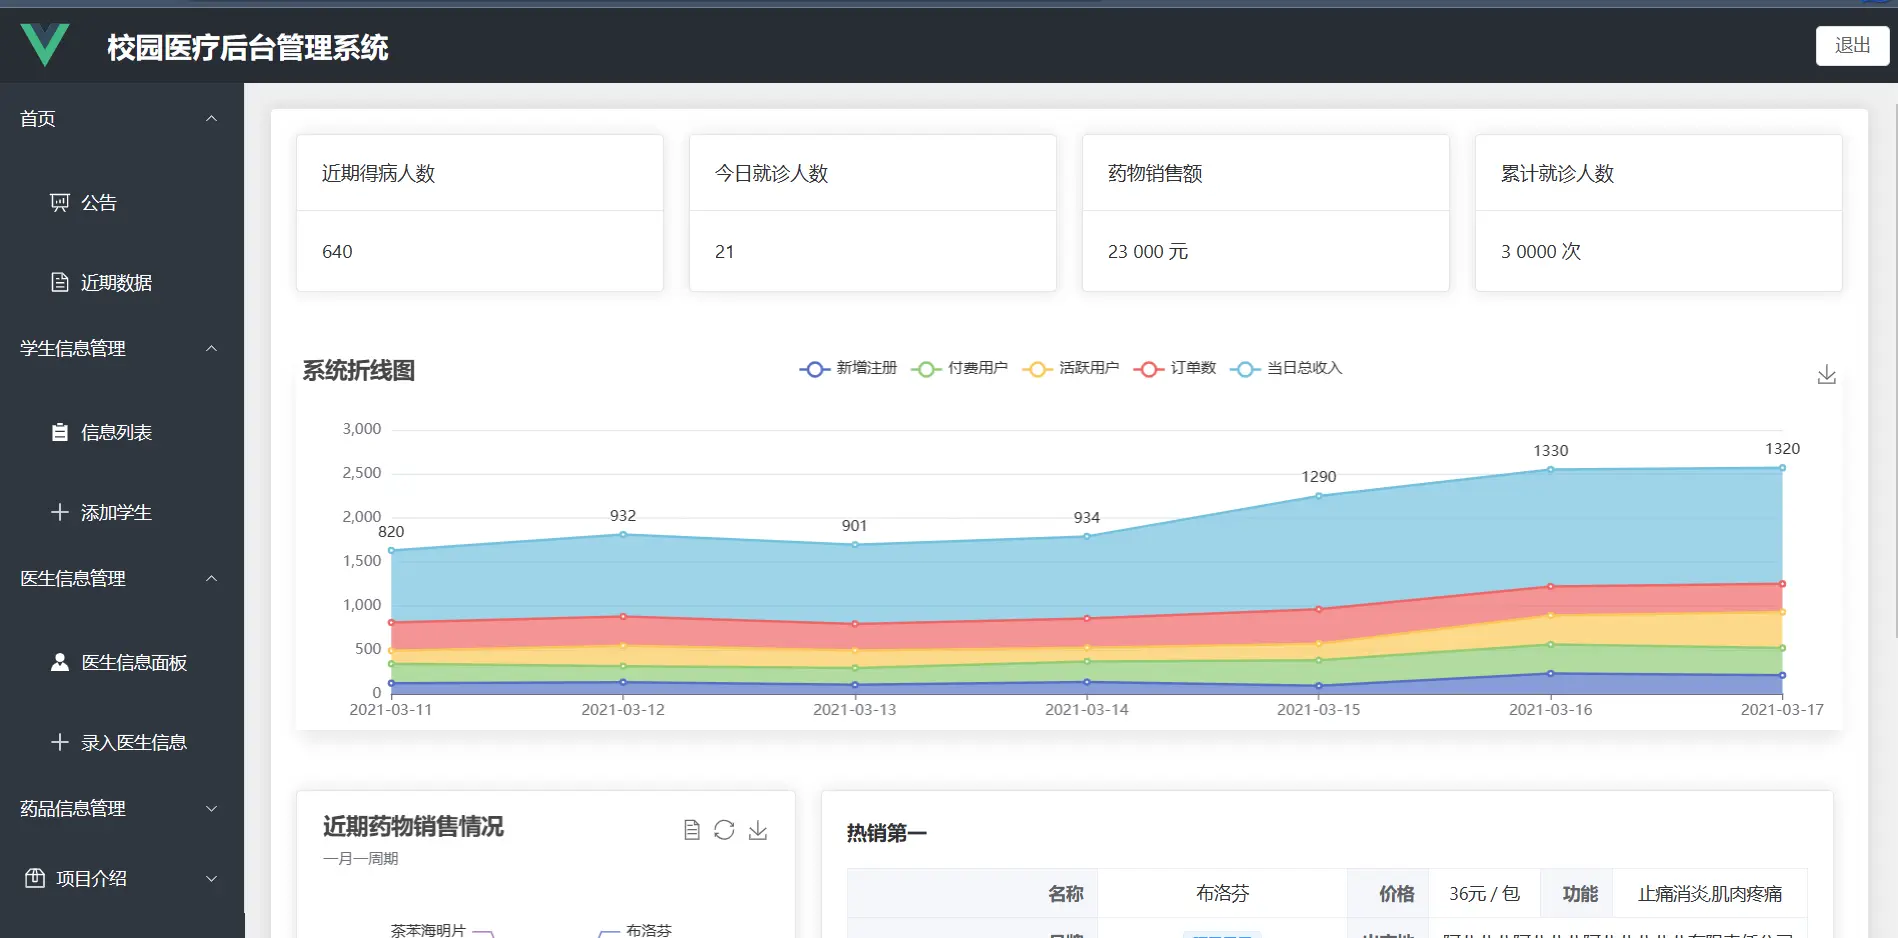 校园医疗后台管理系统
退出
首页
公告
近期数据
学生信息管理
信息列表
添加学生
医生信息管理
医生信息面板
录入医生信息
药品信息管理
项目介绍
近期得病人数
640
今日就诊人数
21
药物销售额
23 000 元
累计就诊人数
3 0000 次
系统折线图
新增注册 付费用户 活跃用户 订单数 当日总收入
3,000
2,500
2,000
1,500
1,000
500
0
820 932 901 934 1290 1330 1320
2021-03-11 2021-03-12 2021-03-13 2021-03-14 2021-03-15 2021-03-16 2021-03-17
近期药物销售情况
一月一周期
茶苯海明片 布洛芬
热销第一
名称 布洛芬 价格 36元 / 包 功能 止痛消炎,肌肉疼痛